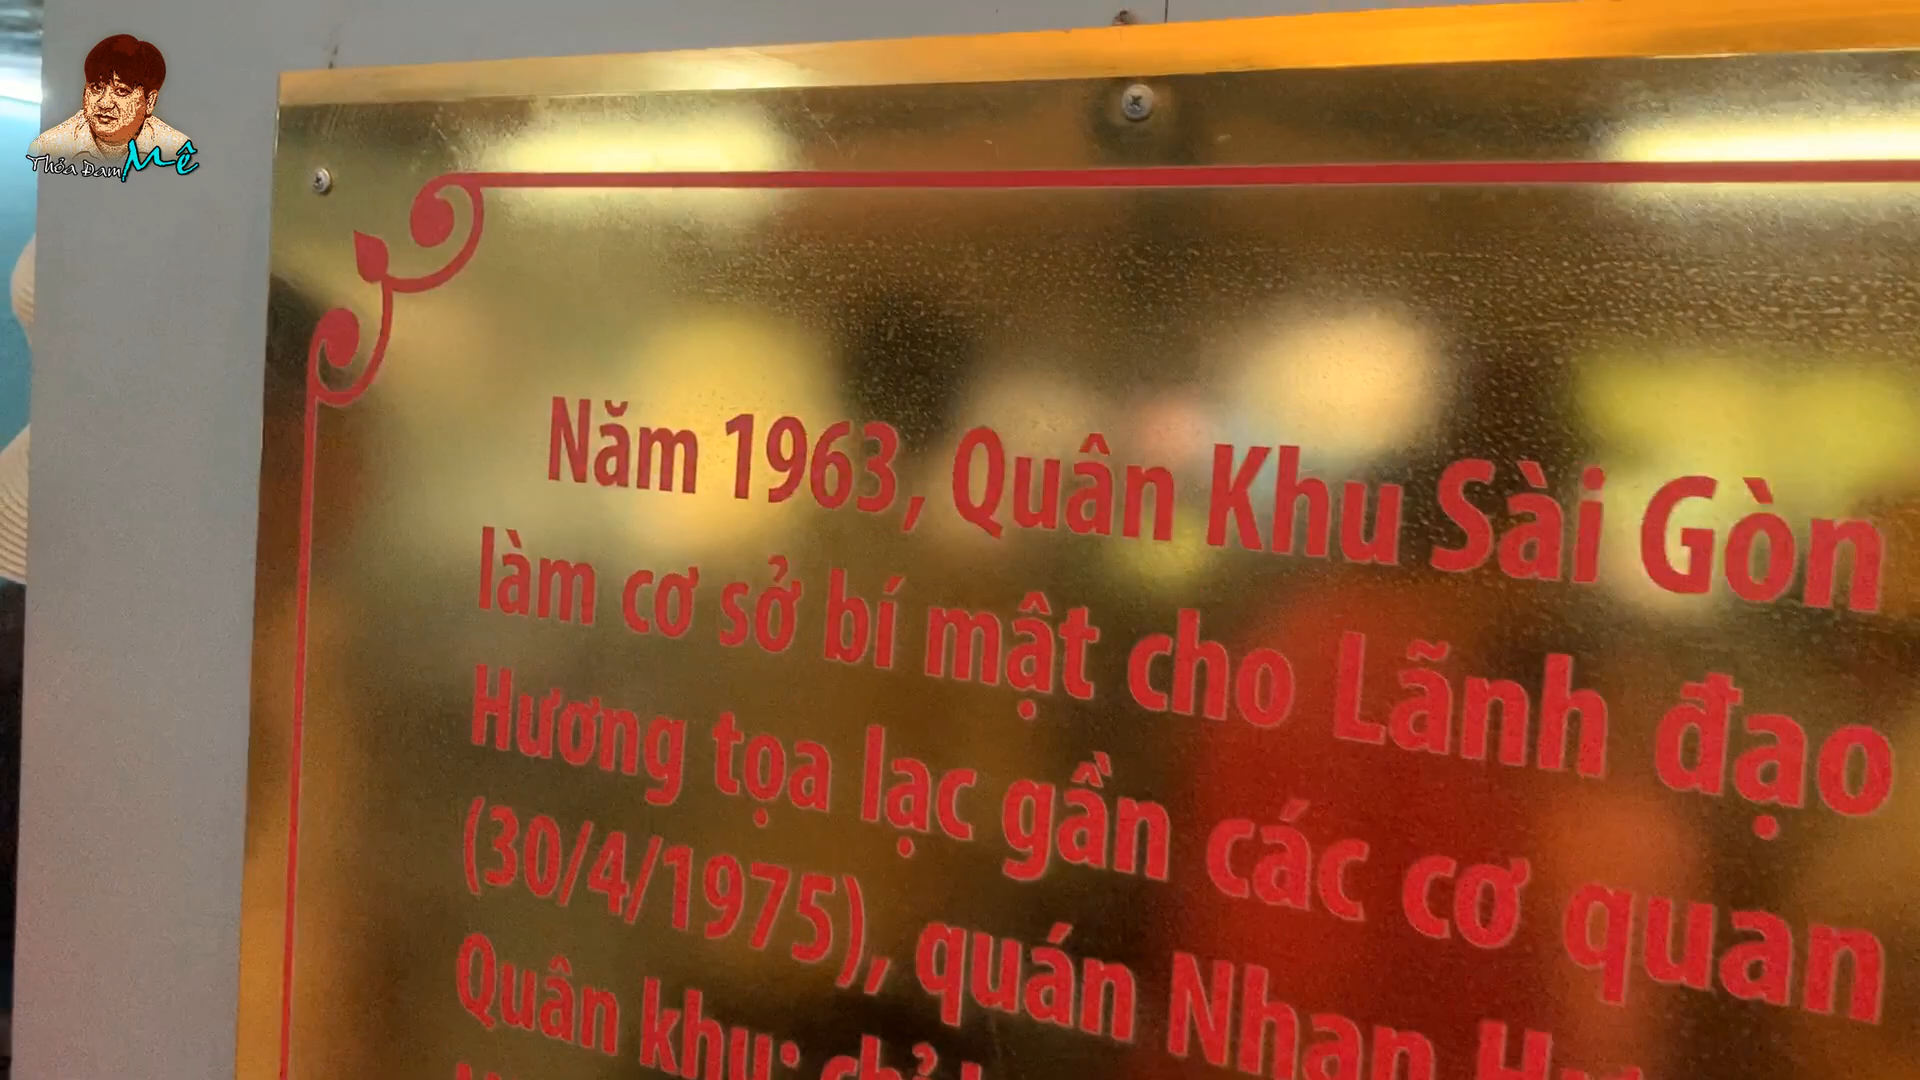 Thỏa Đam Mê
Năm 1963, Quân Khu Sài Gòn
làm cơ sở bí mật cho Lãnh đạo
Hương tọa lạc gần các cơ quan
(30/4/1975), quán Nhan
Quân khu; chỉ